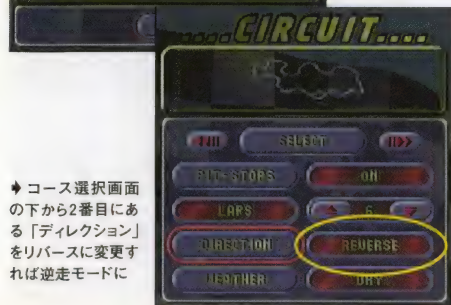 CIRCUIT
SELECT
PIT-STOPS ON
LAPS 6
DIRECTION REVERSE
WEATHER DRY
➧コース選択画面
の下から2番目にあ
る「ディレクション」
をリバースに変更す
れば逆走モードに